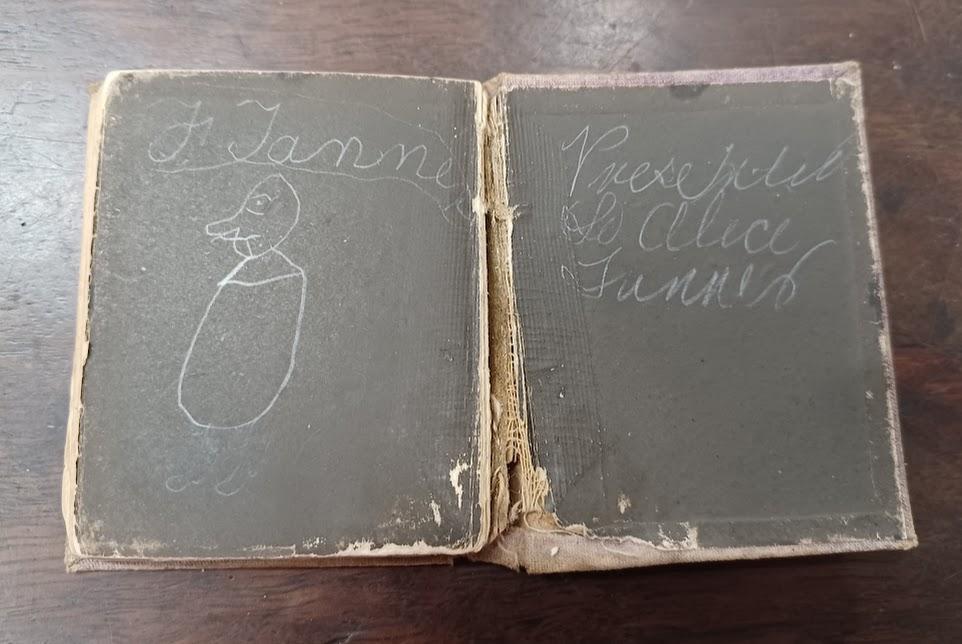 F Tanner
Presented
to Alice
Tanner